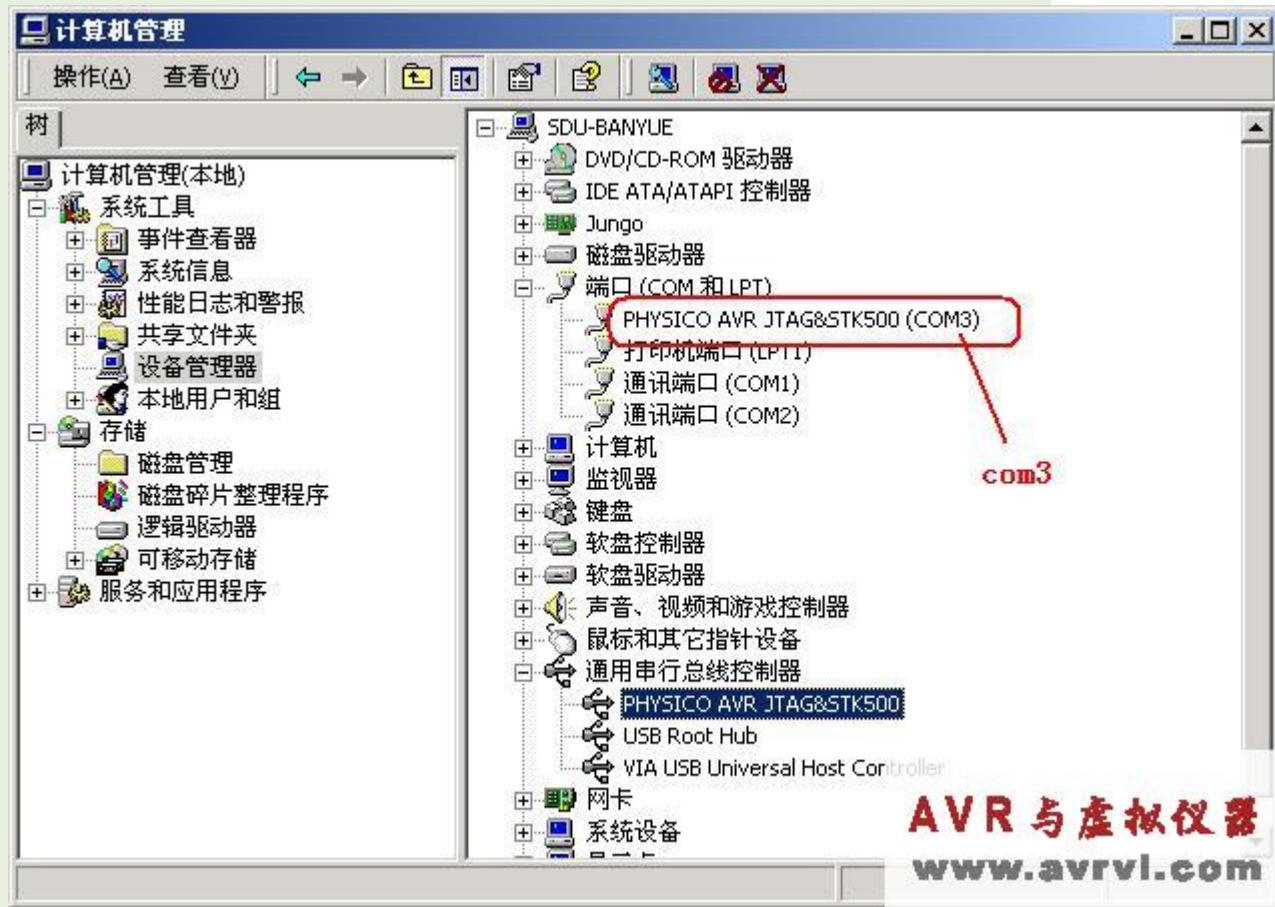 计算机管理
操作(A) 查看(V)
树
计算机管理(本地)
系统工具
事件查看器
系统信息
性能日志和警报
共享文件夹
设备管理器
本地用户和组
存储
磁盘管理
磁盘碎片整理程序
逻辑驱动器
可移动存储
服务和应用程序
SDU-BANYUE
DVD/CD-ROM 驱动器
IDE ATA/ATAPI 控制器
Jungo
磁盘驱动器
端口 (COM 和 LPT)
PHYSICO AVR JTAG&STK500 (COM3)
打印机端口 (LPT1)
通讯端口 (COM1)
通讯端口 (COM2)
计算机
com3
监视器
键盘
软盘控制器
软盘驱动器
声音、视频和游戏控制器
鼠标和其它指针设备
通用串行总线控制器
PHYSICO AVR JTAG&STK500
USB Root Hub
VIA USB Universal Host Controller
网卡
系统设备
AVR与虚拟仪器
www.avrvi.com